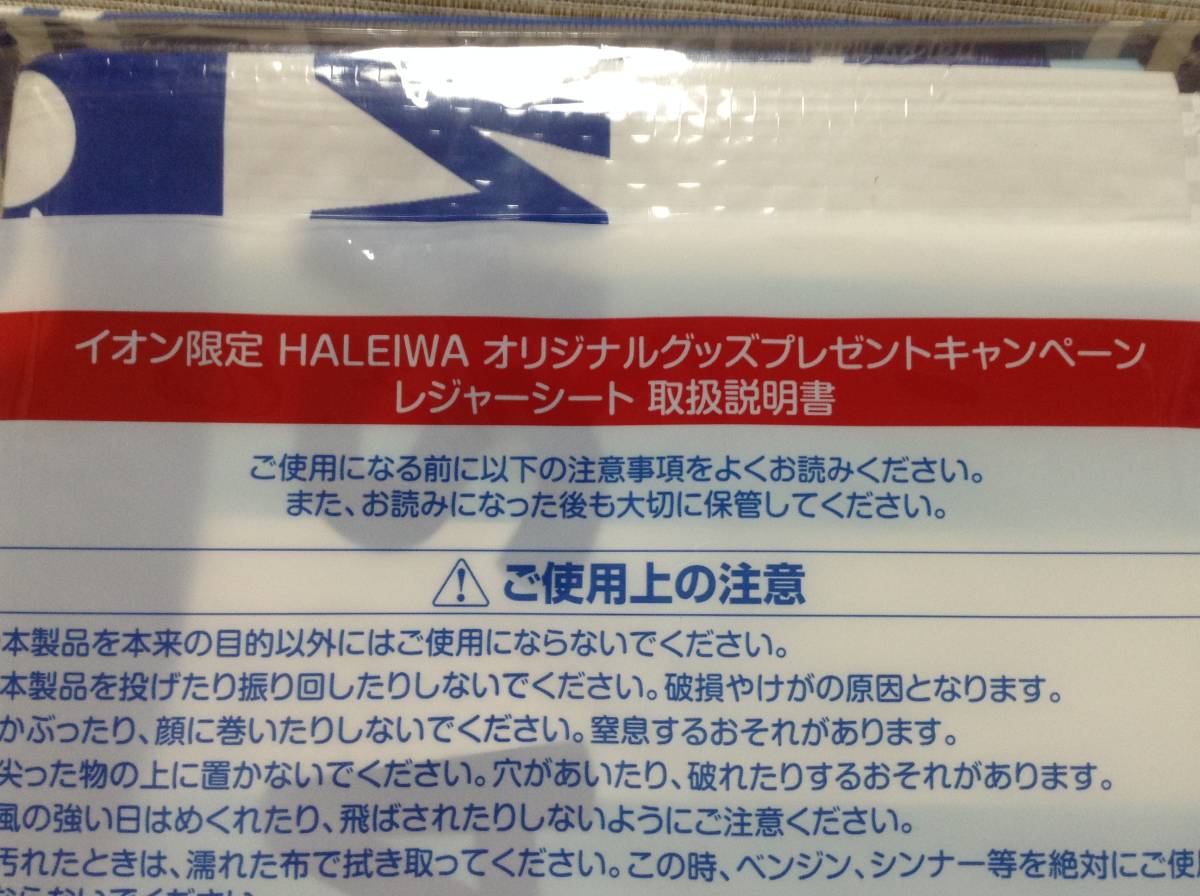 イオン限定 HALEIWA オリジナルグッズプレゼントキャンペーン
レジャーシート 取扱説明書
ご使用になる前に以下の注意事項をよくお読みください。
また、お読みになった後も大切に保管してください。
ご使用上の注意
本製品を本来の目的以外にはご使用にならないでください。
本製品を投げたり振り回したりしないでください。破損やけがの原因となります。
かぶったり、顔に巻いたりしないでください。窒息するおそれがあります。
尖った物の上に置かないでください。穴があいたり、破れたりするおそれがあります。
風の強い日はめくれたり、飛ばされたりしないようにご注意ください。
汚れたときは、濡れた布で拭き取ってください。この時、ベンジン、シンナー等を絶対にご使